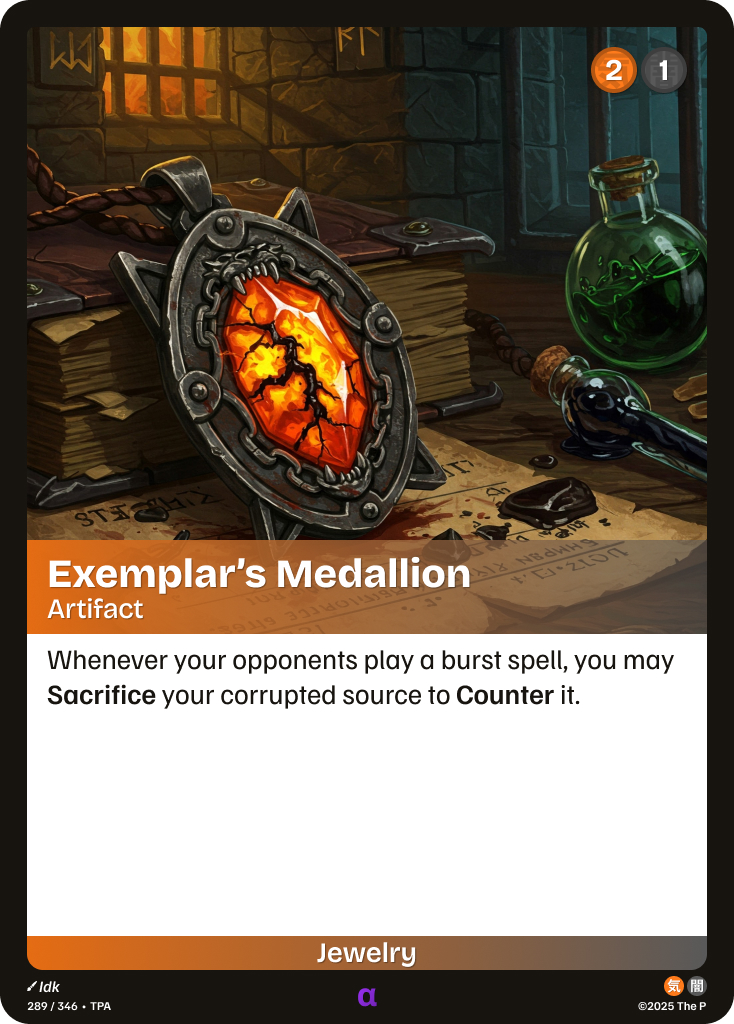 2 1
Exemplar's Medallion
Artifact
Whenever your opponents play a burst spell, you may
Sacrifice your corrupted source to Counter it.
Jewelry
Idk
気 闇
289 / 346 • TPA
α
©2025 The P